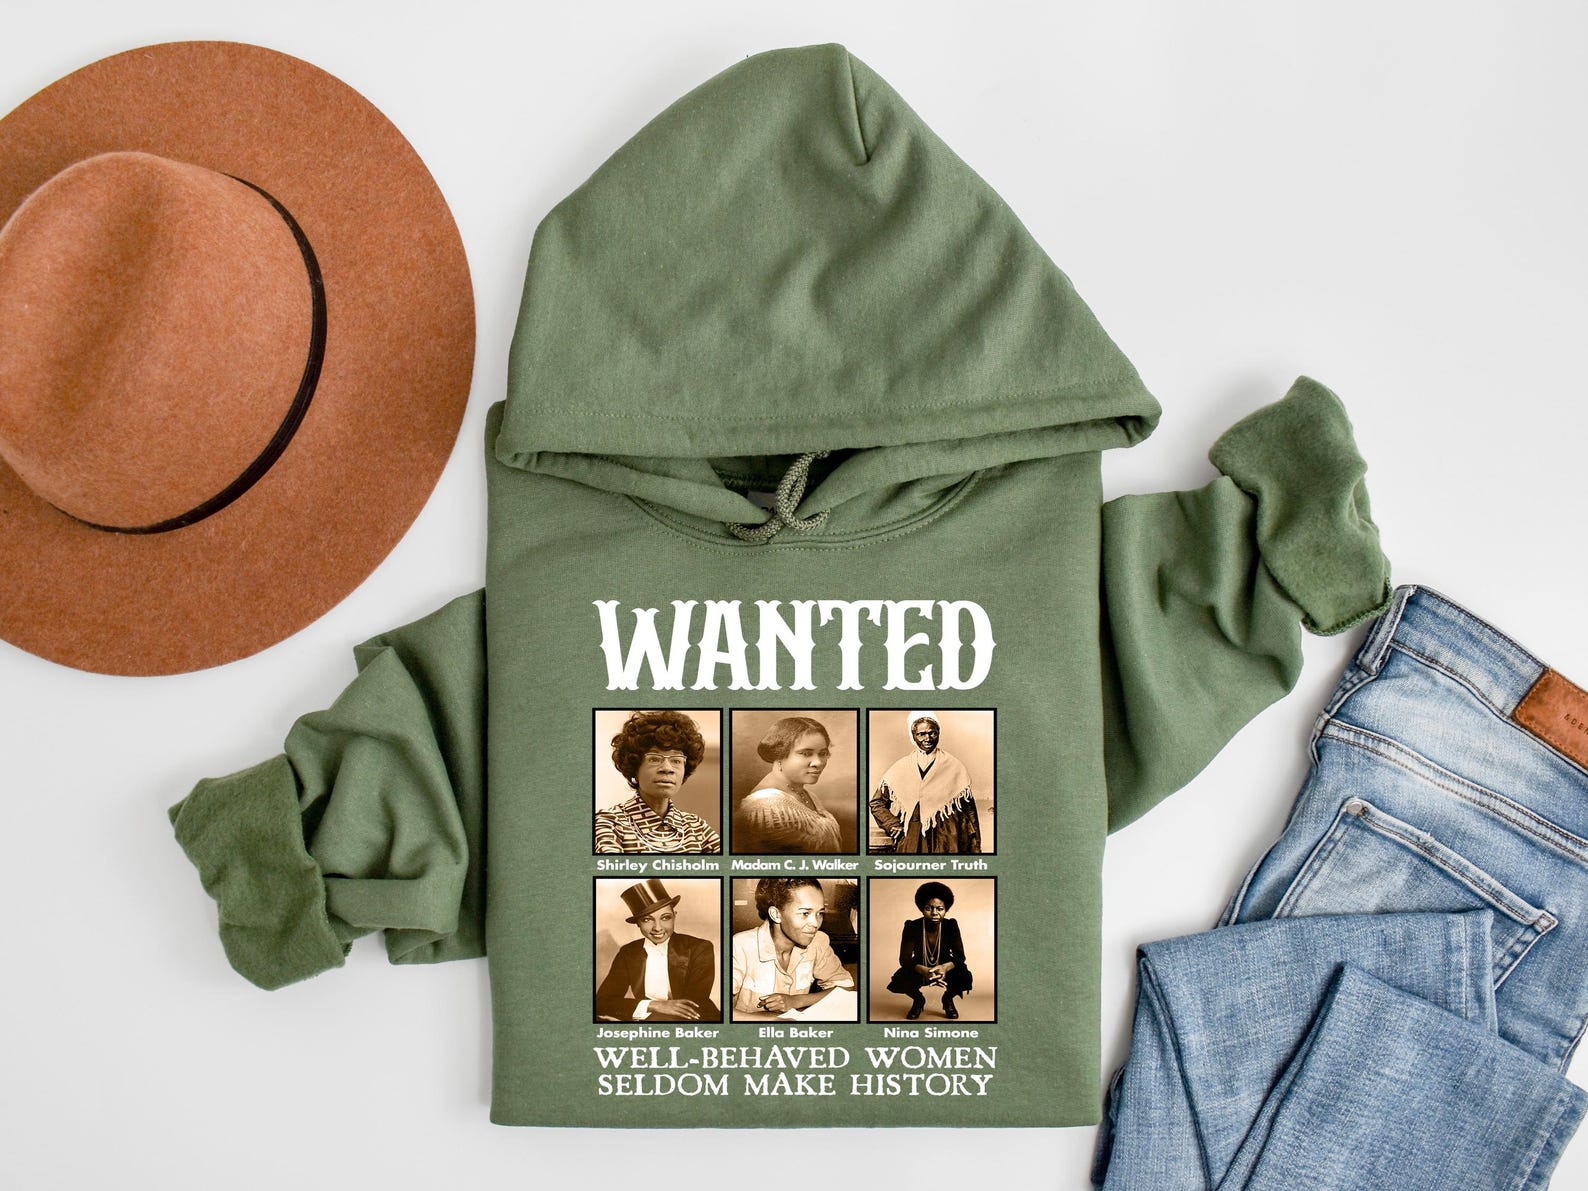 WANTED
Shirley Chisholm Madam C. J. Walker Sojourner Truth
Josephine Baker Ella Baker Nina Simone
WELL-BEHAVED WOMEN
SELDOM MAKE HISTORY